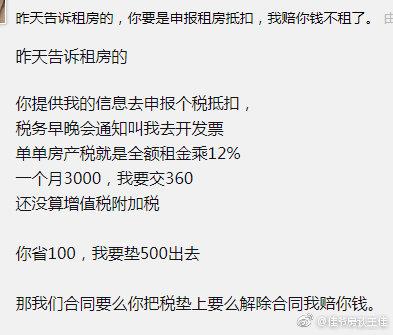 昨天告诉租房的，你要是申报租房抵扣，我赔你钱不租了。
昨天告诉租房的
你提供我的信息去申报个税抵扣，
税务早晚会通知叫我去开发票
单单房产税就是全额租金乘12%
一个月3000，我要交360
还没算增值税附加税
你省100，我要垫500出去
那我们合同要么你把税垫上要么解除合同我赔你钱。